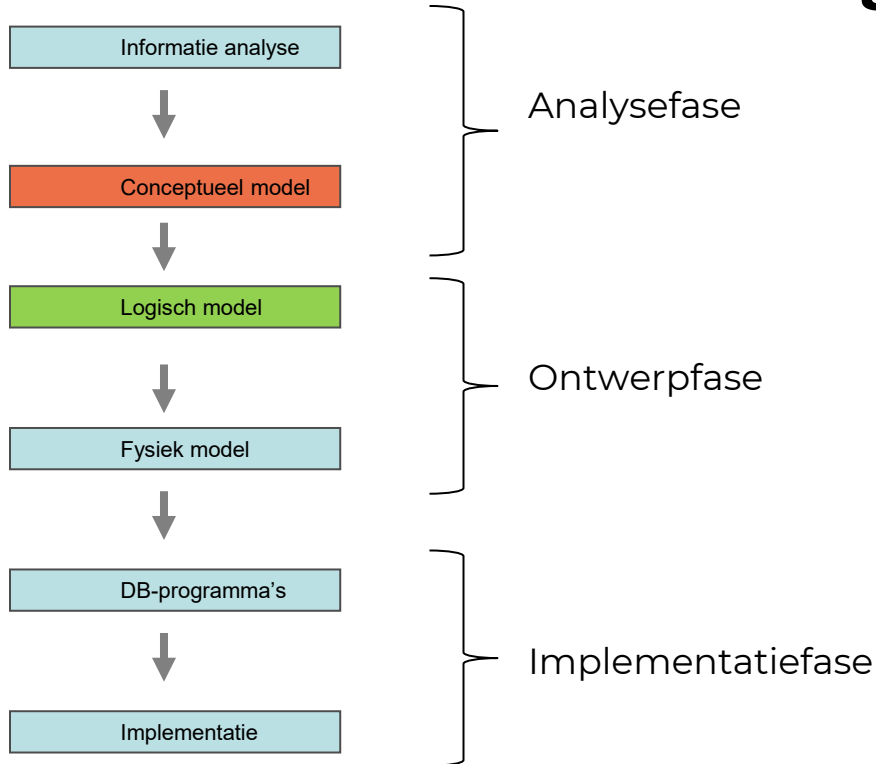 Informatie analyse
Analysefase
Conceptueel model
Logisch model
Ontwerpfase
Fysiek model
DB-programma's
Implementatiefase
Implementatie